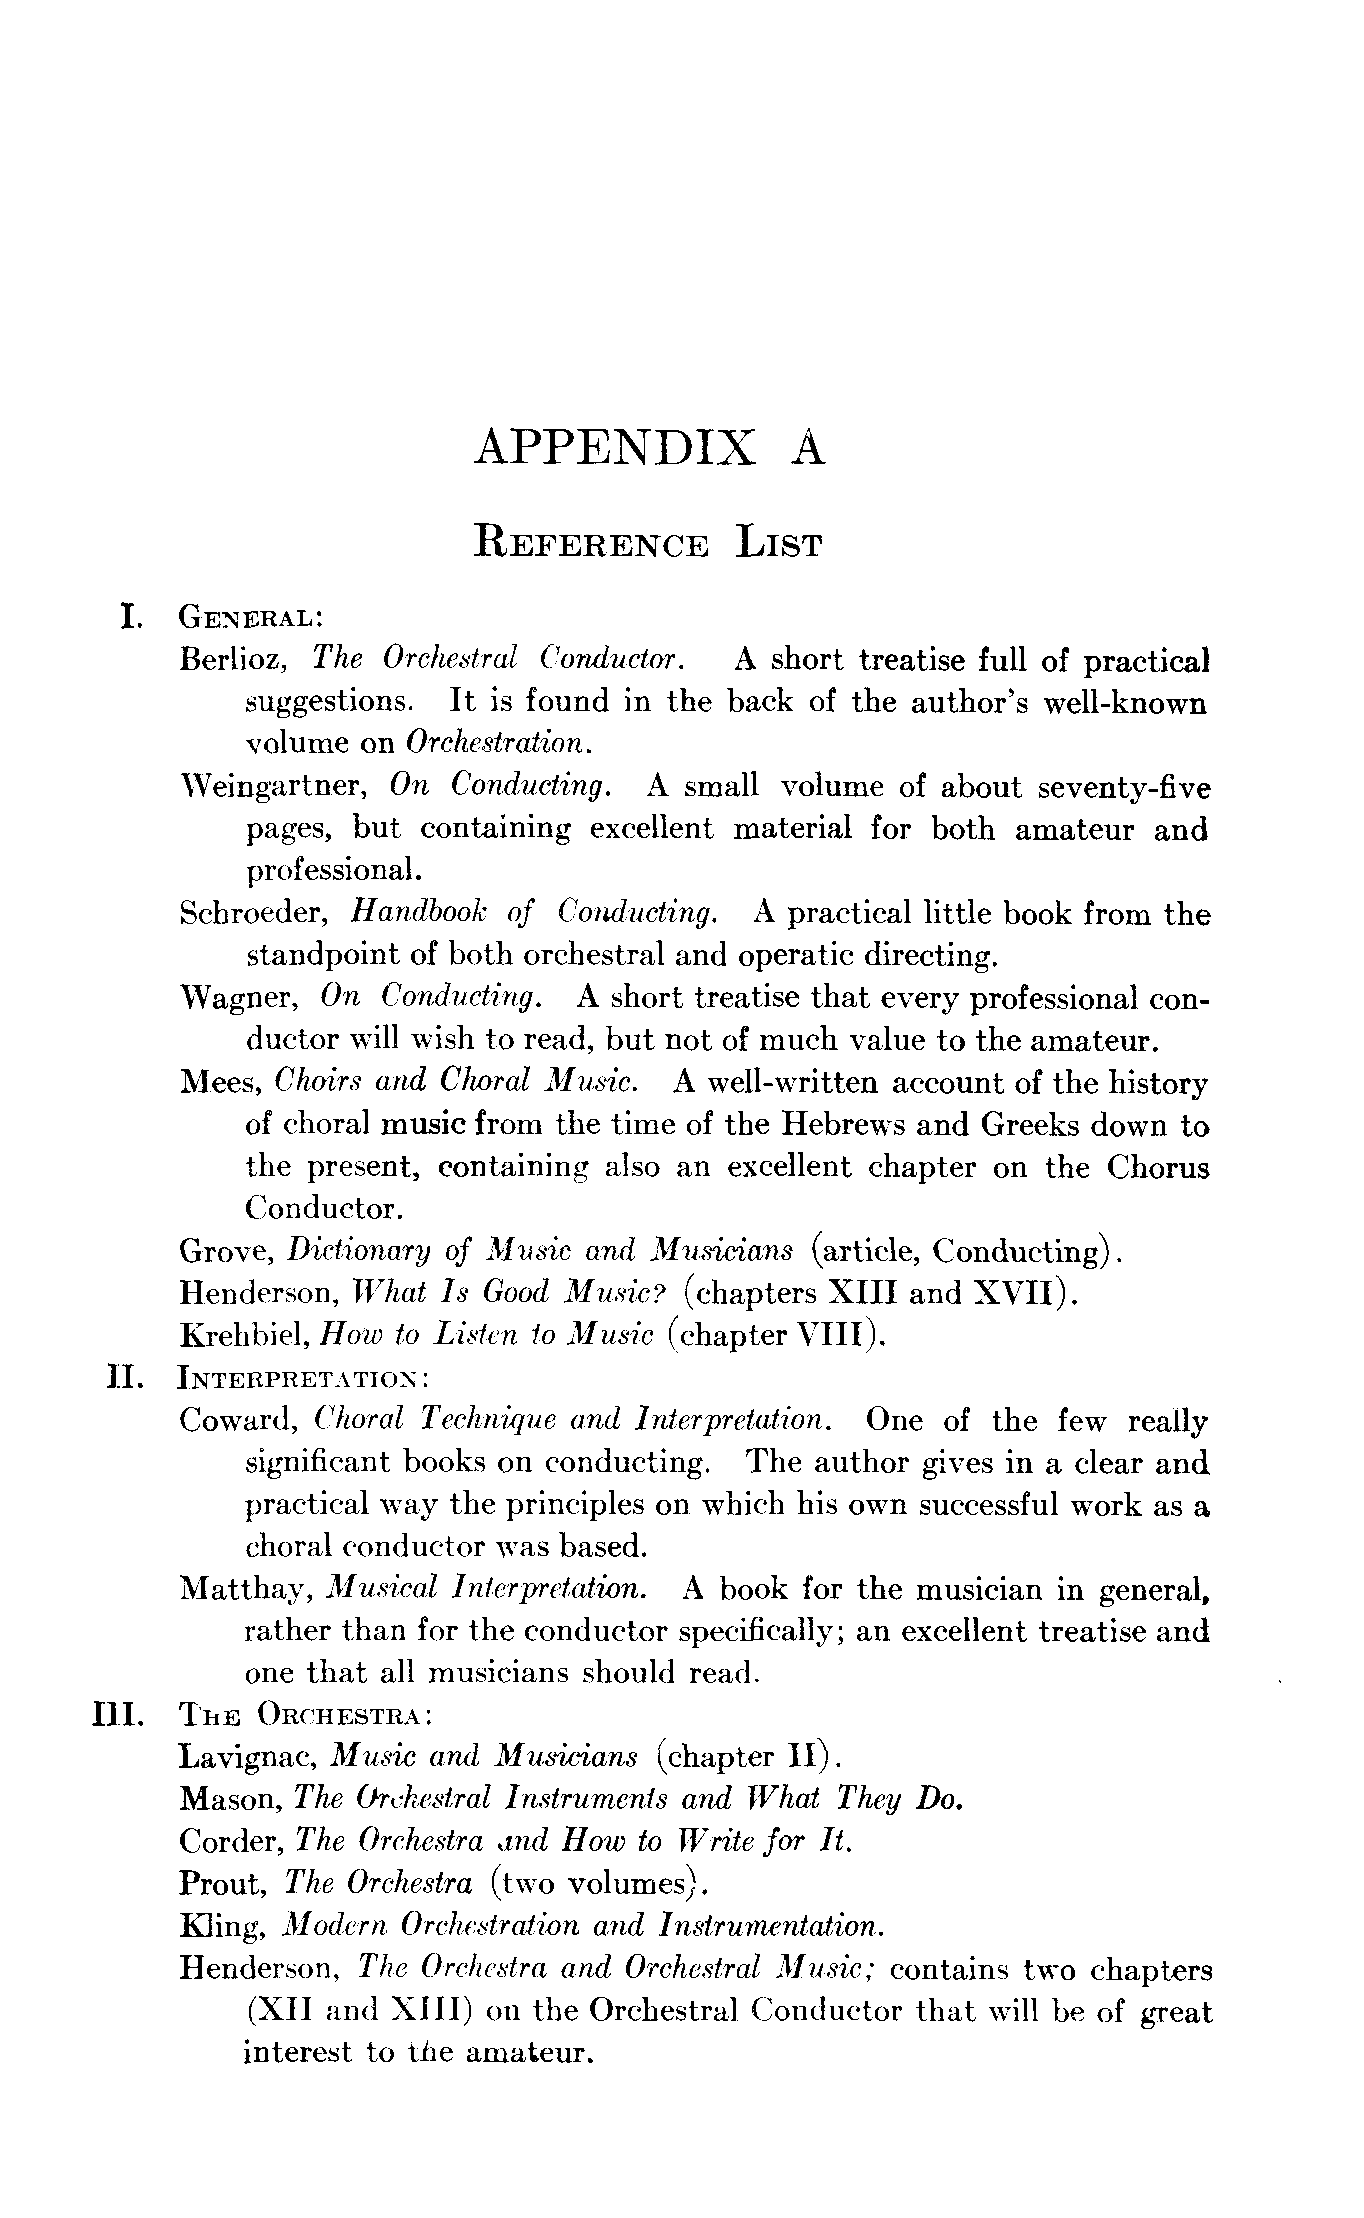 APPENDIX A
REFERENCE LIST
I. GENERAL:
Berlioz, The Orchestral Conductor. A short treatise full of practical
suggestions. It is found in the back of the author's well-known
volume on Orchestration.
Weingartner, On Conducting. A small volume of about seventy-five
pages, but containing excellent material for both amateur and
professional.
Schroeder, Handbook of Conducting. A practical little book from the
standpoint of both orchestral and operatic directing.
Wagner, On Conducting. A short treatise that every professional con-
ductor will wish to read, but not of much value to the amateur.
Mees, Choirs and Choral Music. A well-written account of the history
of choral music from the time of the Hebrews and Greeks down to
the present, containing also an excellent chapter on the Chorus
Conductor.
Grove, Dictionary of Music and Musicians (article, Conducting).
Henderson, What Is Good Music? (chapters XIII and XVII).
Krehbiel, How to Listen to Music (chapter VIII).
II. INTERPRETATION:
Coward, Choral Technique and Interpretation. One of the few really
significant books on conducting. The author gives in a clear and
practical way the principles on which his own successful work as a
choral conductor was based.
Matthay, Musical Interpretation. A book for the musician in general,
rather than for the conductor specifically; an excellent treatise and
one that all musicians should read.
III. THE ORCHESTRA:
Lavignac, Music and Musicians (chapter II).
Mason, The Orchestral Instruments and What They Do.
Corder, The Orchestra and How to Write for It.
Prout, The Orchestra (two volumes).
Kling, Modern Orchestration and Instrumentation.
Henderson, The Orchestra and Orchestral Music; contains two chapters
(XII and XIII) on the Orchestral Conductor that will be of great
interest to the amateur.